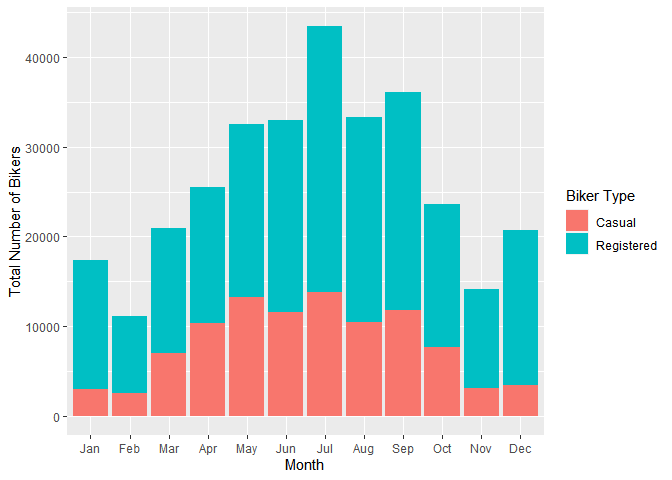 40000
30000
20000
10000
0
Total Number of Bikers
Jan Feb Mar Apr May Jun Jul Aug Sep Oct Nov Dec
Month
Biker Type
Casual
Registered